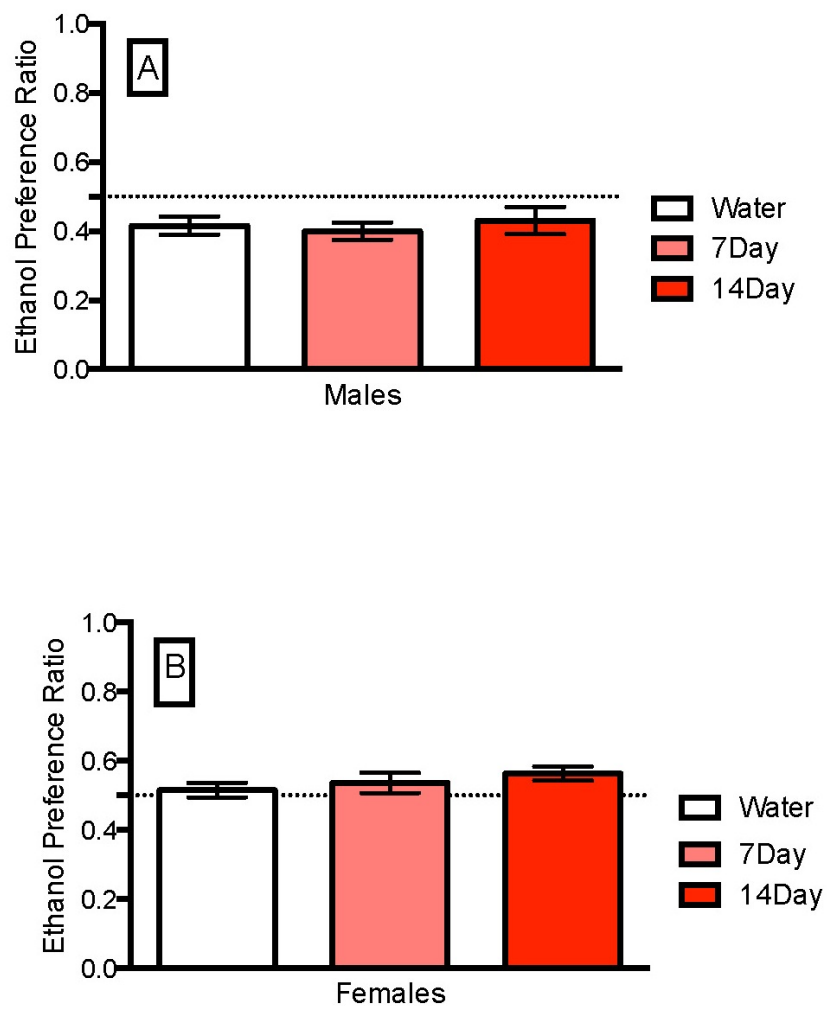 A
Ethanol Preference Ratio
1.0
0.8
0.6
0.4
0.2
0.0
Males
Water
7Day
14Day
B
Ethanol Preference Ratio
1.0
0.8
0.6
0.4
0.2
0.0
Females
Water
7Day
14Day